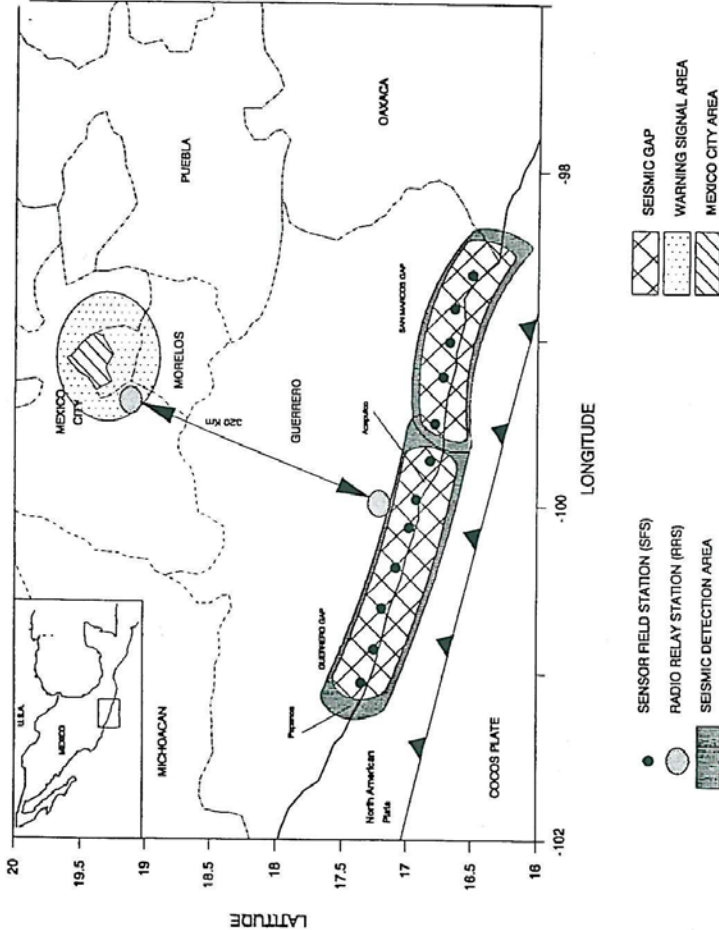 U.S.A.
MEXICO
MICHOACAN
MEXICO
CITY
MORELOS
PUEBLA
OAXACA
GUERRERO
320 Km
GUERRERO GAP
SAN MARCOS GAP
Acapulco
Papanoa
North American
Plate
COCOS PLATE
LATITUDE
20
19.5
19
18.5
18
17.5
17
16.5
16
-102
-100
-98
LONGITUDE
SENSOR FIELD STATION (SFS)
RADIO RELAY STATION (RRS)
SEISMIC DETECTION AREA
SEISMIC GAP
WARNING SIGNAL AREA
MEXICO CITY AREA